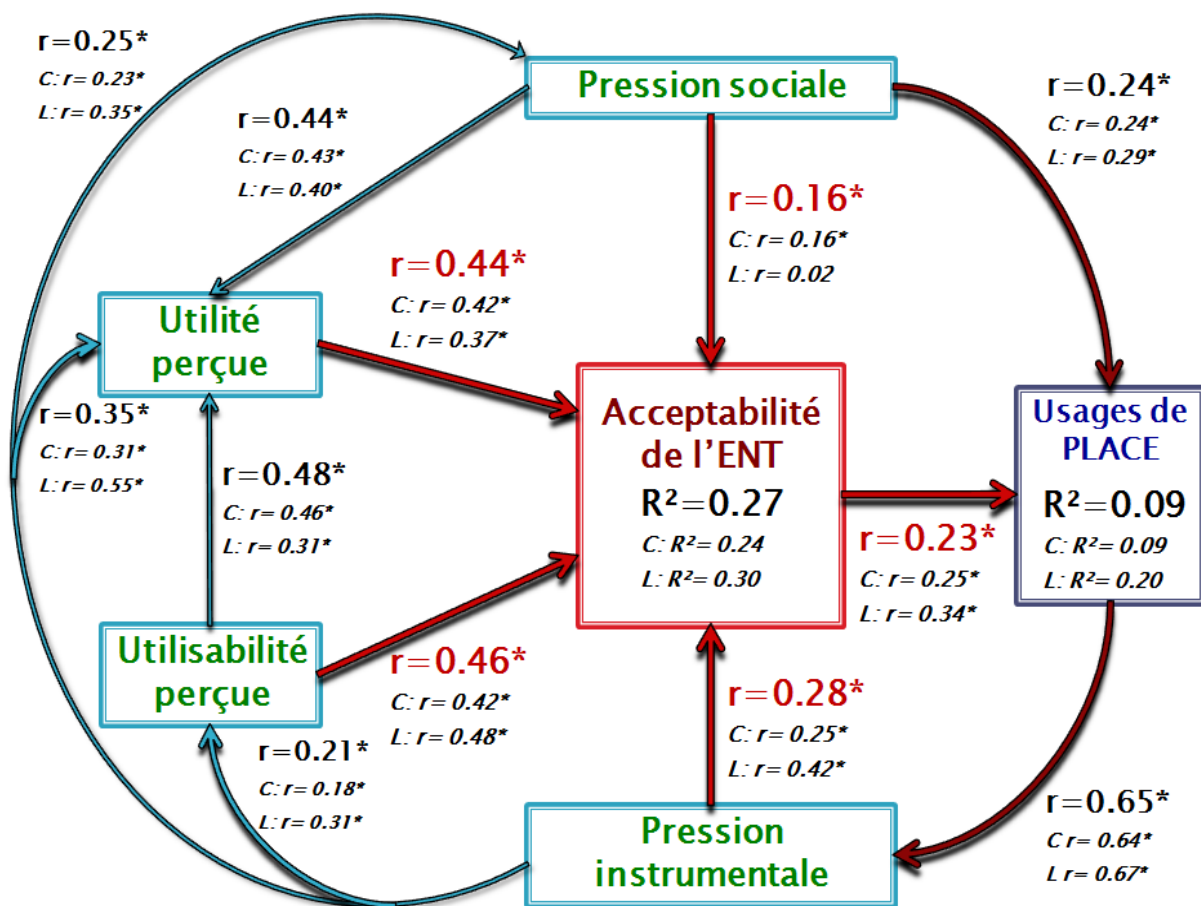 r=0.25*
C: r= 0.23*
L: r= 0.35*
Pression sociale
r=0.24*
C: r= 0.24*
L: r= 0.29*
r=0.44*
C: r= 0.43*
L: r= 0.40*
r=0.16*
C: r= 0.16*
L: r= 0.02
r=0.44*
C: r= 0.42*
L: r= 0.37*
Utilité
perçue
r=0.35*
C: r= 0.31*
L: r= 0.55*
Acceptabilité
de l'ENT
R²=0.27
C: R²= 0.24
L: R²= 0.30
Usages de
PLACE
R²=0.09
C: R²= 0.09
L: R²= 0.20
r=0.48*
C: r= 0.46*
L: r= 0.31*
r=0.23*
C: r= 0.25*
L: r= 0.34*
Utilisabilité
perçue
r=0.46*
C: r= 0.42*
L: r= 0.48*
r=0.28*
C: r= 0.25*
L: r= 0.42*
r=0.21*
C: r= 0.18*
L: r= 0.31*
Pression
instrumentale
r=0.65*
C r= 0.64*
L r= 0.67*